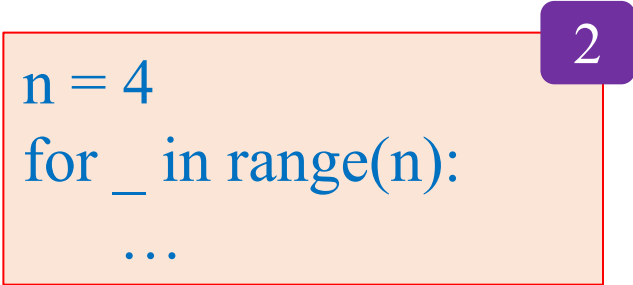 2
n = 4
for _ in range(n):
...